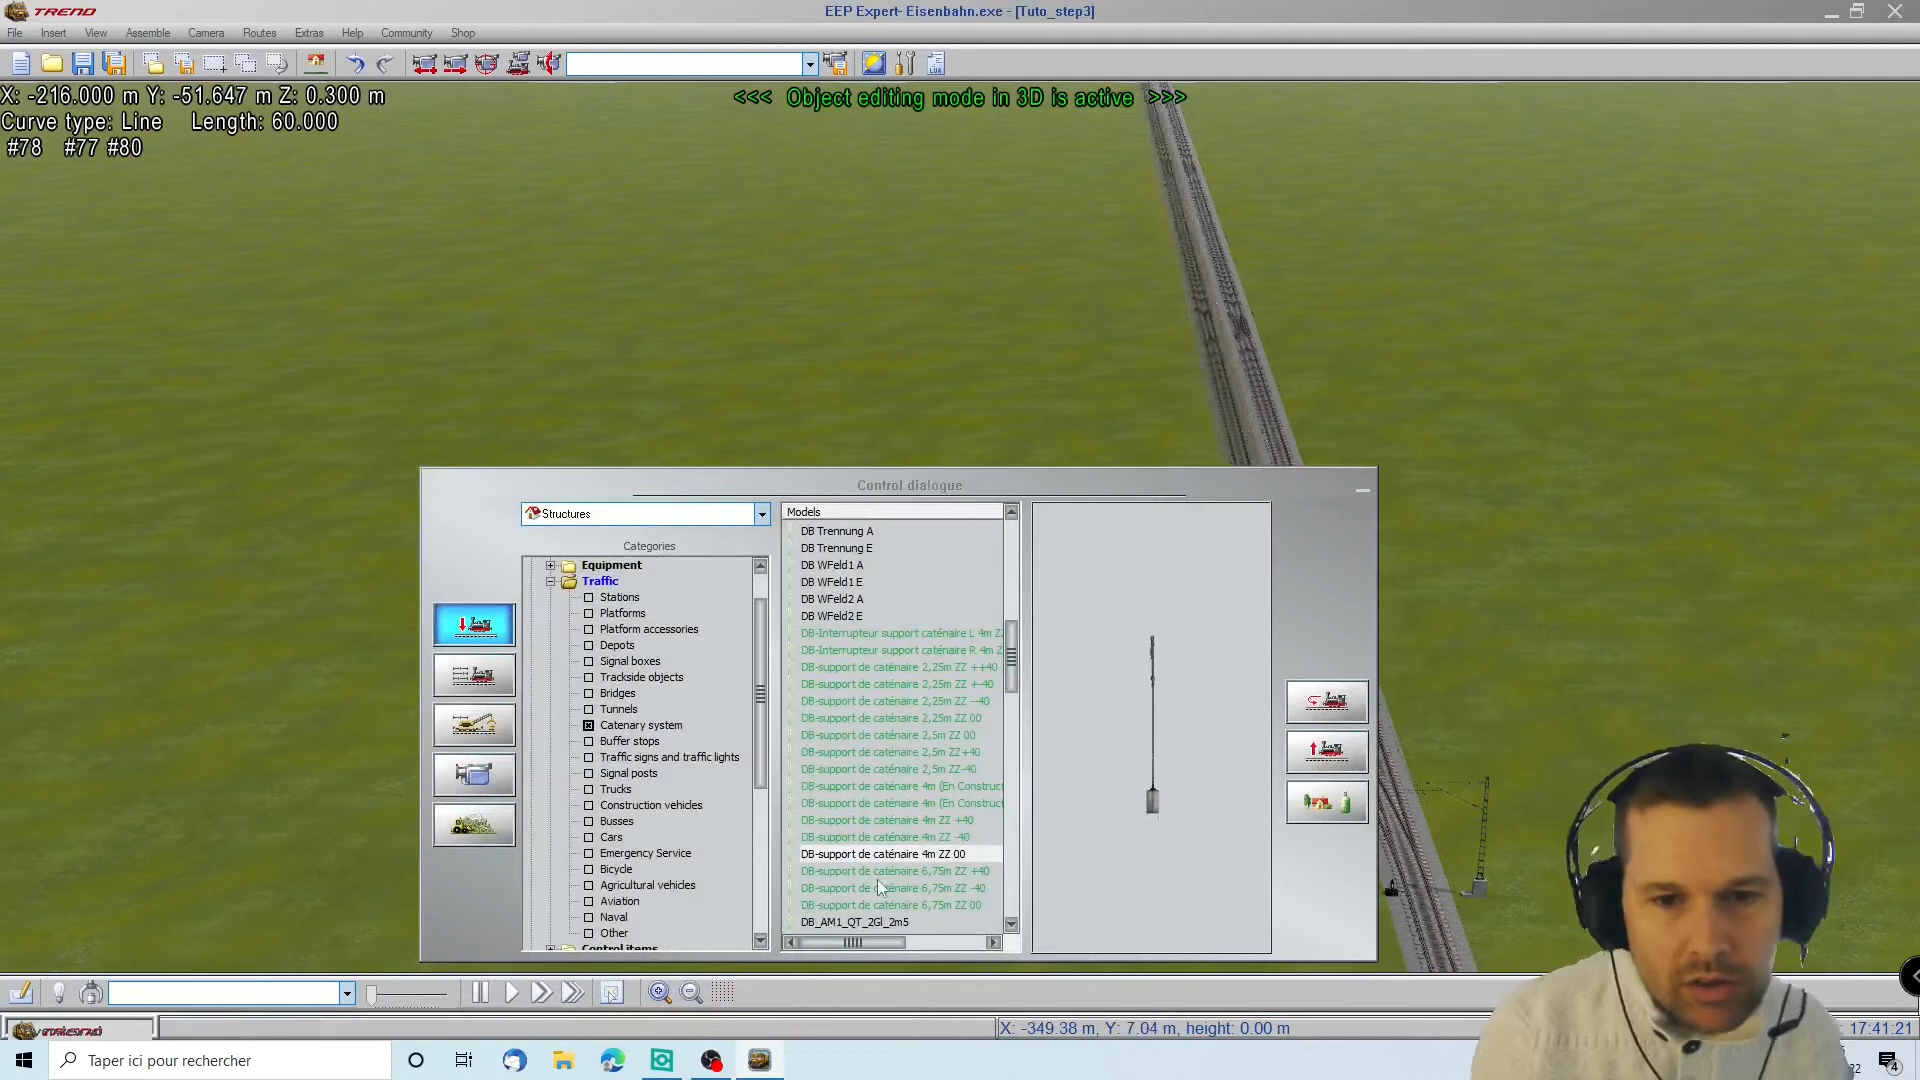 TREND
EEP Expert- Eisenbahn.exe - [Tuto_step3]
File Insert View Assemble Camera Routes Extras Help Community Shop
X: -216.000 m Y: -51.647 m Z: 0.300 m
<<< Object editing mode in 3D is active >>>
Curve type: Line Length: 60.000
#78 #77 #80
Control dialogue
Structures
Categories
Equipment
Traffic
Stations
Platforms
Platform accessories
Depots
Signal boxes
Trackside objects
Bridges
Tunnels
Catenary system
Buffer stops
Traffic signs and traffic lights
Signal posts
Trucks
Construction vehicles
Busses
Cars
Emergency Service
Bicycle
Agricultural vehicles
Aviation
Naval
Other
Control items
Models
DB Trennung A
DB Trennung E
DB WFeld1 A
DB WFeld1 E
DB WFeld2 A
DB WFeld2 E
DB-Interrupteur support caténaire L 4m ZZ
DB-Interrupteur support caténaire R 4m Z
DB-support de caténaire 2,25m ZZ ++40
DB-support de caténaire 2,25m ZZ +-40
DB-support de caténaire 2,25m ZZ --40
DB-support de caténaire 2,25m ZZ 00
DB-support de caténaire 2,5m ZZ 00
DB-support de caténaire 2,5m ZZ+40
DB-support de caténaire 2,5m ZZ-40
DB-support de caténaire 4m (En Construct
DB-support de caténaire 4m (En Construct
DB-support de caténaire 4m ZZ +40
DB-support de caténaire 4m ZZ -40
DB-support de caténaire 4m ZZ 00
DB-support de caténaire 6,75m ZZ +40
DB-support de caténaire 6,75m ZZ -40
DB-support de caténaire 6,75m ZZ 00
DB_AM1_QT_2Gl_2m5
LUA
X: -349.38 m, Y: 7.04 m, height: 0.00 m
17:41:21
Taper ici pour rechercher
22
4